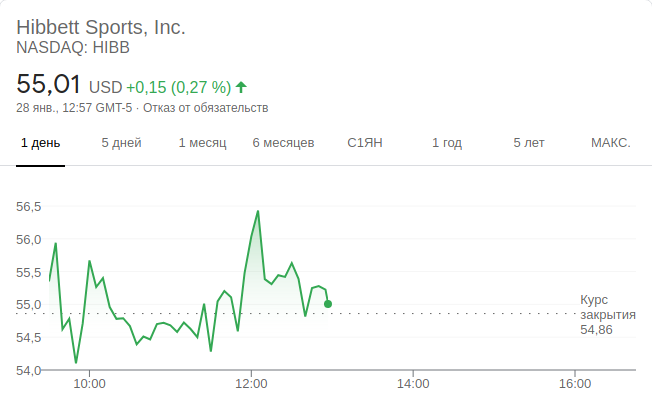 Hibbett Sports, Inc.
NASDAQ: HIBB
55,01 USD +0,15 (0,27 %)
28 янв., 12:57 GMT-5 · Отказ от обязательств
1 день 5 дней 1 месяц 6 месяцев С1ЯН 1 год 5 лет МАКС.
56,5
56,0
55,5
55,0
54,5
54,0
Курс
закрытия
54,86
10:00 12:00 14:00 16:00